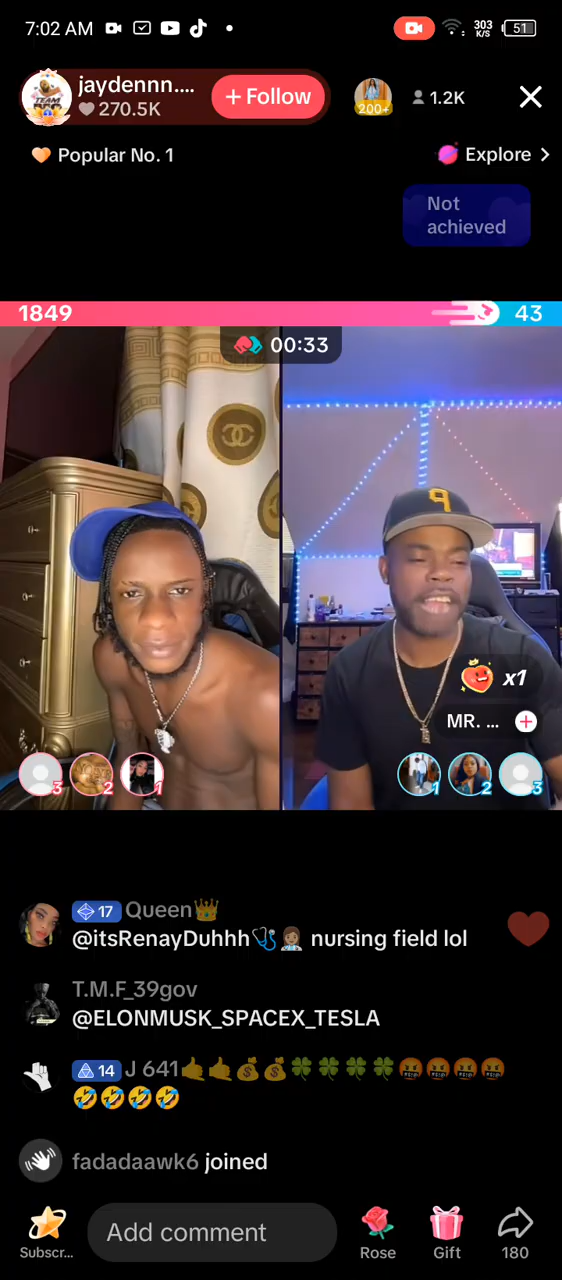 7:02 AM
303
K/S
51
jaydennn....
270.5K
+ Follow
200+
1.2K
Popular No. 1
Explore
Not
achieved
1849
43
00:33
x1
MR. ...
3
2
1
1
2
3
17 Queen👑
@itsRenayDuhhh🩺👩🏽‍⚕️ nursing field lol
T.M.F_39gov
@ELONMUSK_SPACEX_TESLA
14 J 641🤙🤙💰💰🍀🍀🍀🍀🤬🤬🤬🤬
🤣🤣🤣🤣
fadadaawk6 joined
Add comment
Subscr...
Rose
Gift
180